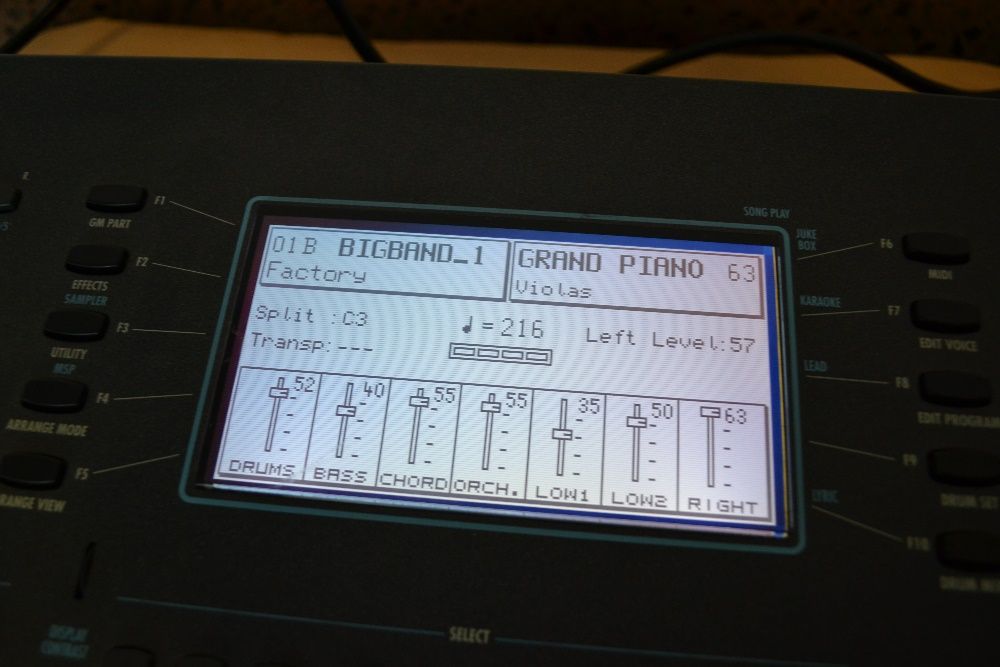 SONG PLAY
JUKE
BOX
F1
GM PART
F2
EFFECTS
SAMPLER
F3
UTILITY
MSP
F4
ARRANGE MODE
F5
RANGE VIEW
01B BIGBAND_1
Factory
GRAND PIANO 63
Violas
Split :C3
♩=216
Left Level:57
Transp:---
52 40 55 55 35 50 63
DRUMS BASS CHORD ORCH. LOW1 LOW2 RIGHT
F6
MIDI
KARAOKE
F7
EDIT VOICE
LEAD
F8
EDIT PROGRAM
F9
DRUM SET
LYRIC
F10
DISPLAY
CONTRAST
SELECT